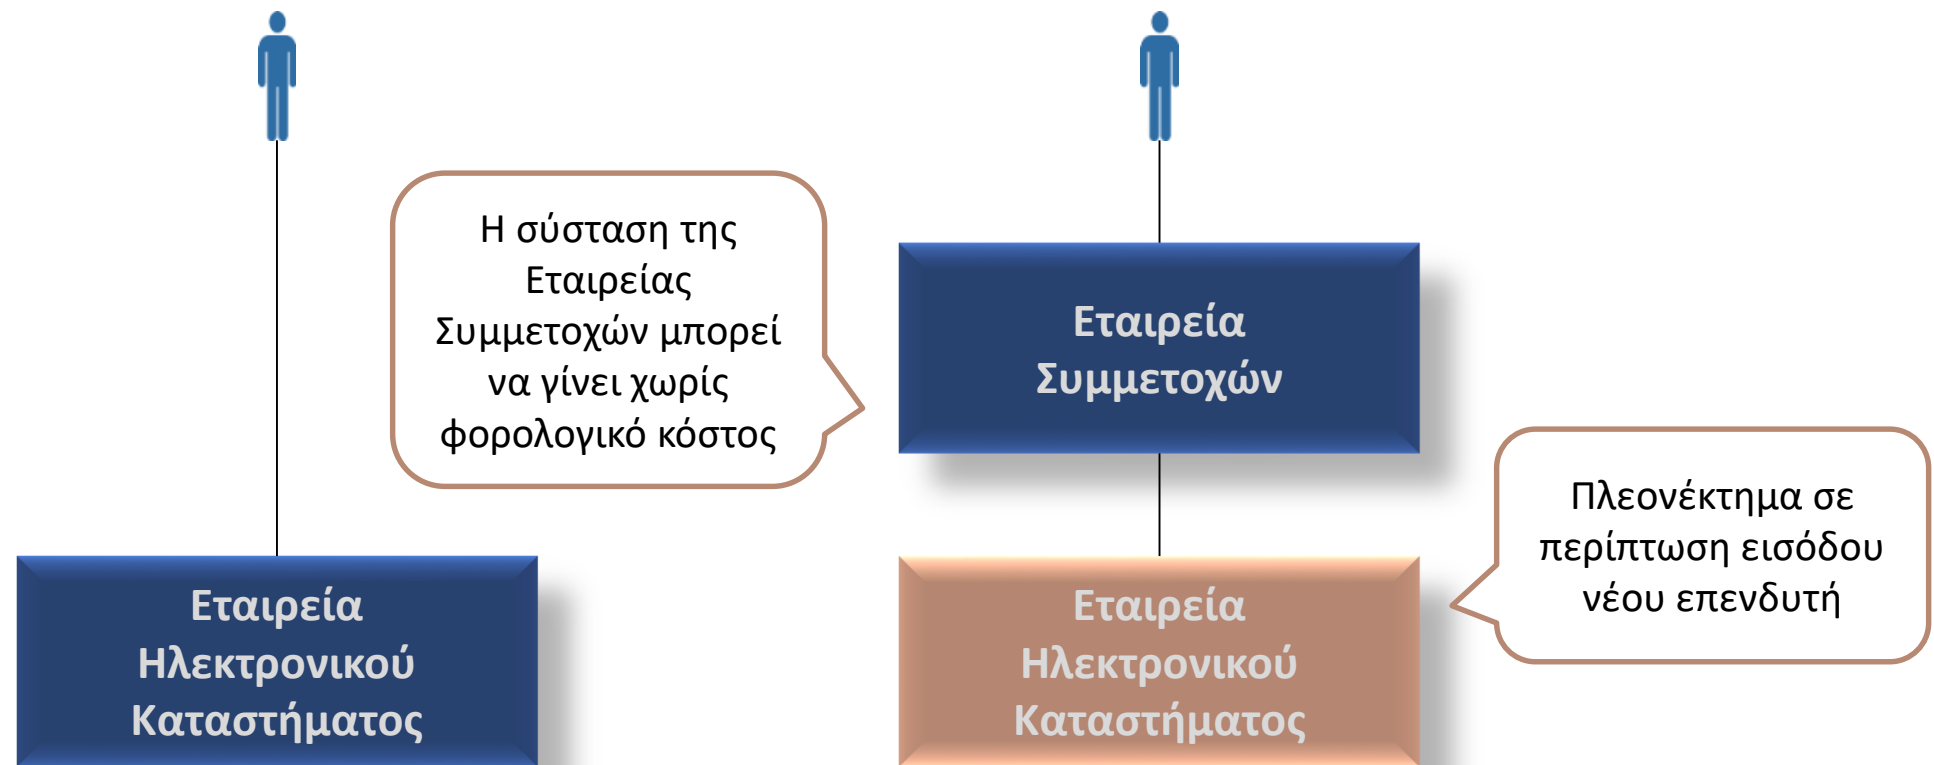 Η σύσταση της
Εταιρείας
Συμμετοχών μπορεί
να γίνει χωρίς
φορολογικό κόστος
Εταιρεία
Συμμετοχών
Πλεονέκτημα σε
περίπτωση εισόδου
νέου επενδυτή
Εταιρεία
Ηλεκτρονικού
Καταστήματος
Εταιρεία
Ηλεκτρονικού
Καταστήματος